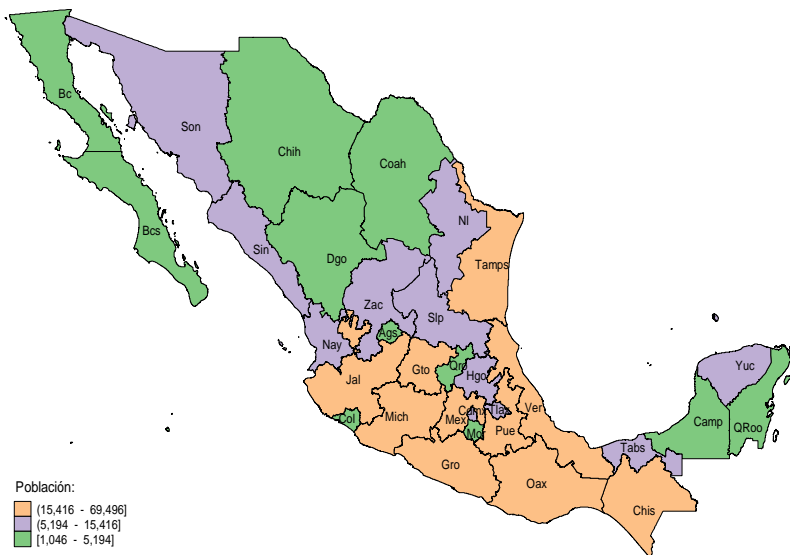 Bc
Son
Chih
Coah
Nl
Bcs
Sin
Dgo
Tamps
Zac
Slp
Nay
Ags
Qro
Hgo
Yuc
Jal
Gto
Cdmx
Tlax
Ver
Camp
QRoo
Col
Mich
Mex
Mor
Pue
Tabs
Gro
Oax
Chis
Población:
(15,416 - 69,496]
(5,194 - 15,416]
[1,046 - 5,194]